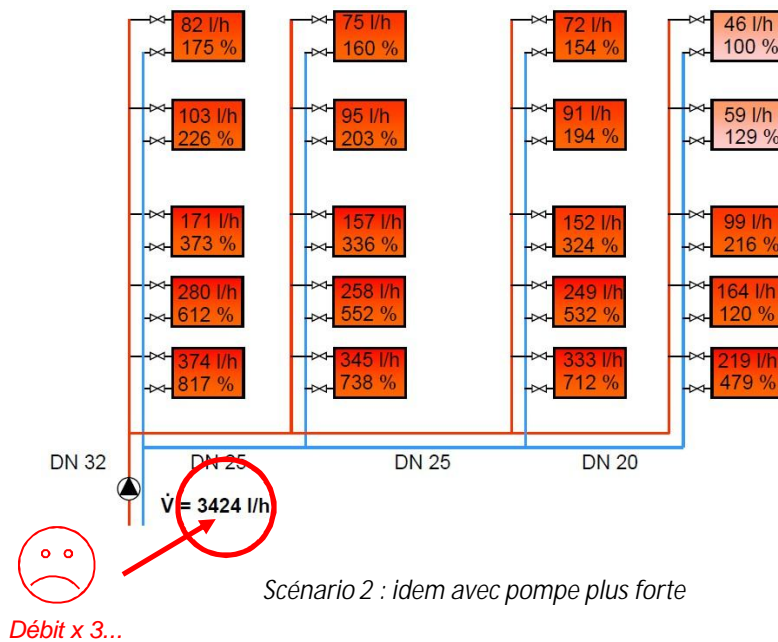 82 l/h
175 %
75 l/h
160 %
72 l/h
154 %
46 l/h
100 %
103 l/h
226 %
95 l/h
203 %
91 l/h
194 %
59 l/h
129 %
171 l/h
373 %
157 l/h
336 %
152 l/h
324 %
99 l/h
216 %
280 l/h
612 %
258 l/h
552 %
249 l/h
532 %
164 l/h
120 %
374 l/h
817 %
345 l/h
738 %
333 l/h
712 %
219 l/h
479 %
DN 32
DN 25
DN 25
DN 20
V̇ = 3424 l/h
Scénario 2 : idem avec pompe plus forte
Débit x 3...